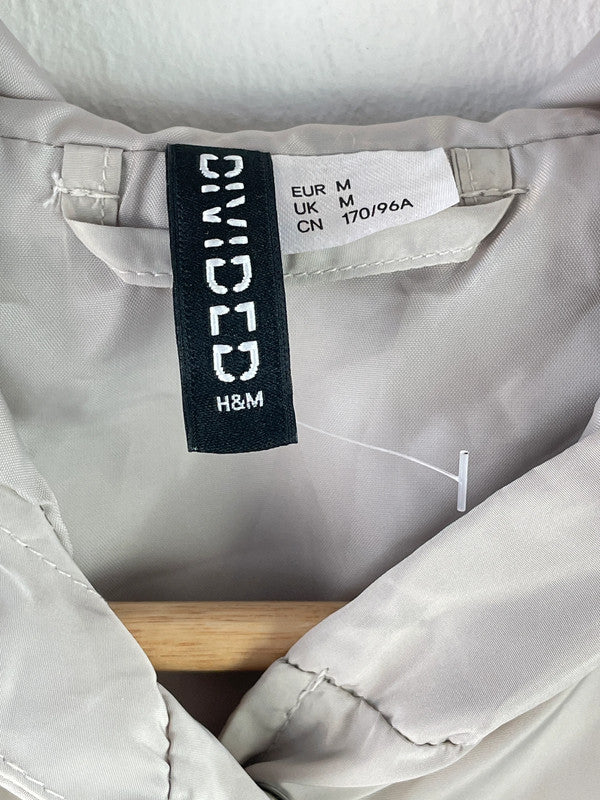 DIVIDED
H&M
EUR M
UK M
CN 170/96A